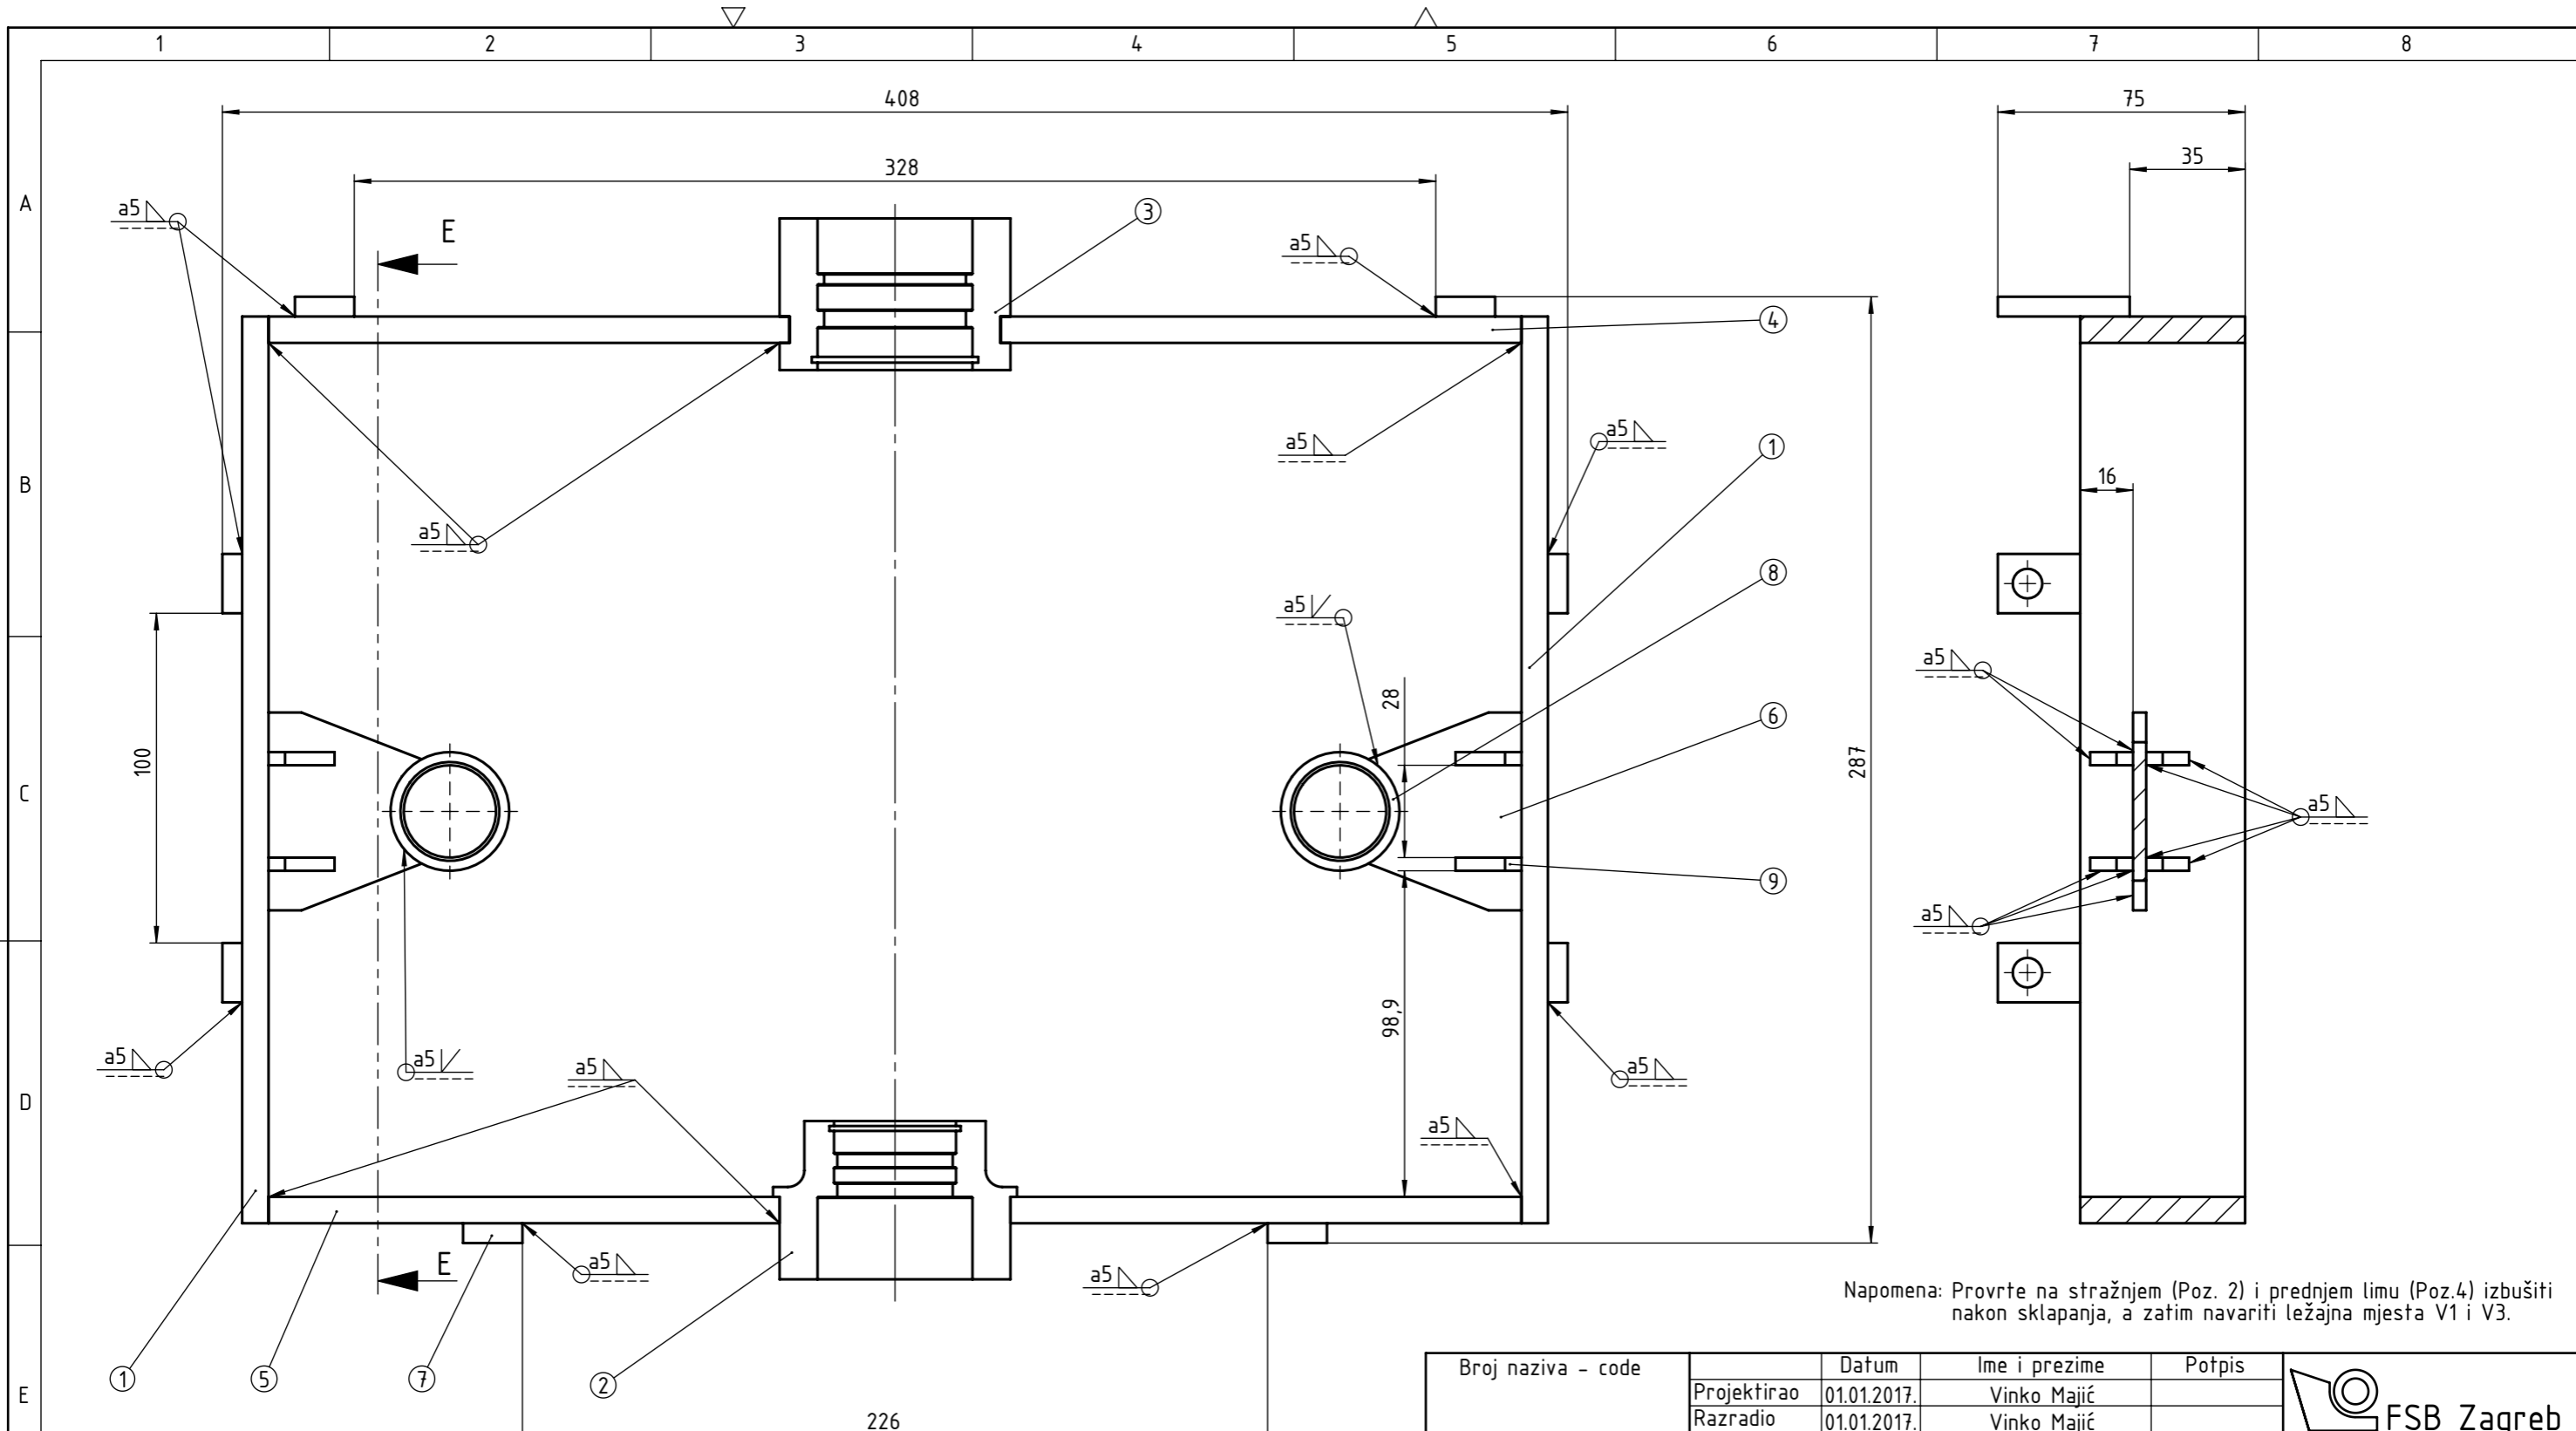 1 2 3 4 5 6 7 8
408
75
328
35
A
a5
E
3
a5
4
a5
a5
1
B
16
a5
8
a5
a5
28
6
100
287
C
a5
9
a5
98,9
a5
a5
a5
a5
D
a5
E
a5
a5
Napomena: Provrte na stražnjem (Poz. 2) i prednjem limu (Poz.4) izbušiti
nakon sklapanja, a zatim navariti ležajna mjesta V1 i V3.
1 5 7 2
E
226
Broj naziva - code Datum Ime i prezime Potpis
Projektirao 01.01.2017. Vinko Majić
Razradio 01.01.2017. Vinko Majić
FSB Zagreb